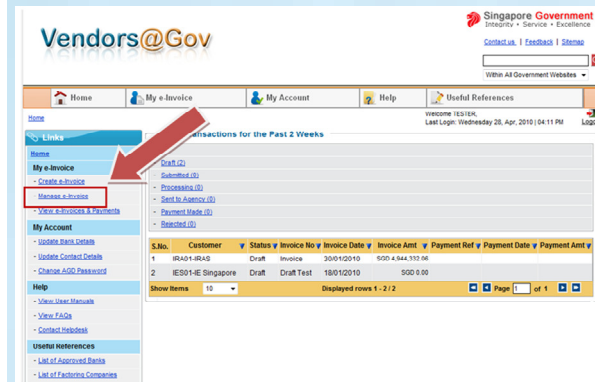 Singapore Government
Integrity • Service • Excellence
Vendors@Gov
Contact us | Feedback | Sitemap
Within All Government Websites
Home
My e-Invoice
My Account
Help
Useful References
Home
Welcome TESTER,
Last Login: Wednesday 28, Apr, 2010 | 04:11 PM
Links
Transactions for the Past 2 Weeks
Home
My e-Invoice
- Create e-Invoice
- Manage e-Invoice
- View e-Invoices & Payments
My Account
- Update Bank Details
- Update Contact Details
- Change AGD Password
Help
- View User Manuals
- View FAQs
- Contact Helpdesk
Useful References
- List of Approved Banks
- List of Factoring Companies
- Draft (2)
- Submitted (0)
- Processing (0)
- Sent to Agency (0)
- Payment Made (0)
- Rejected (0)
S.No. Customer Status Invoice No Invoice Date Invoice Amt Payment Ref Payment Date Payment Amt
1 IRA01-IRAS Draft Invoice 30/01/2010 SGD 4,944,332.06
2 IES01-IE Singapore Draft Draft Test 18/01/2010 SGD 0.00
Show Items 10 Displayed rows 1 - 2 / 2 Page 1 of 1